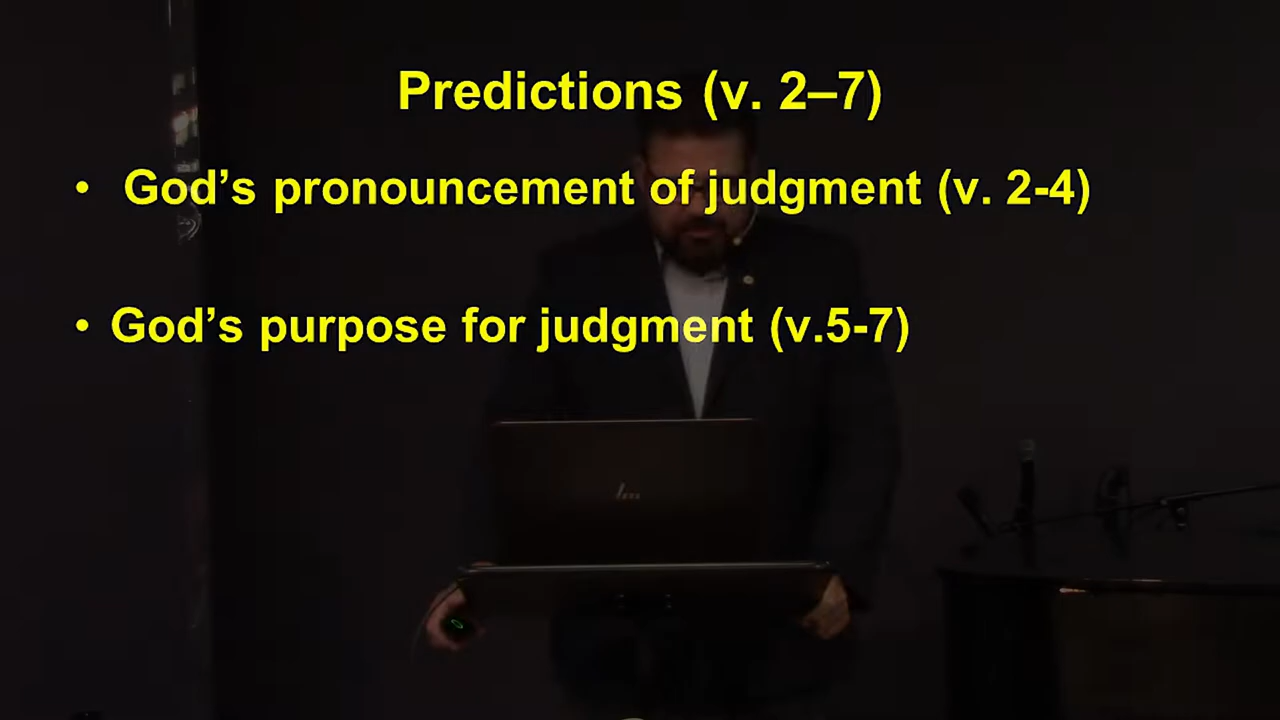 Predictions (v. 2–7)
• God’s pronouncement of judgment (v. 2-4)
• God’s purpose for judgment (v.5-7)